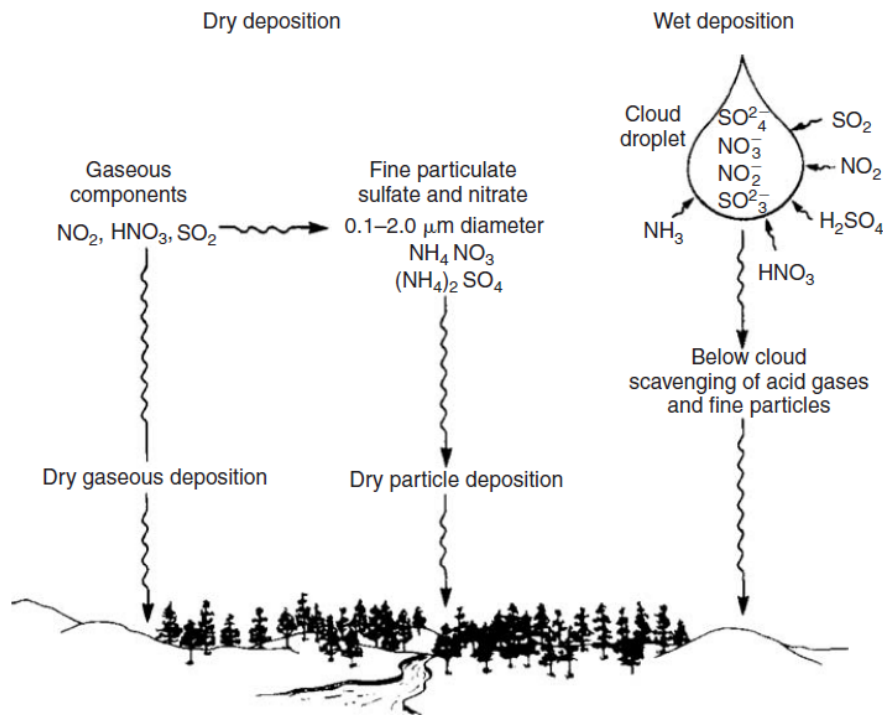 Dry deposition
Wet deposition
Gaseous
components
NO₂, HNO₃, SO₂
Fine particulate
sulfate and nitrate
0.1–2.0 μm diameter
NH₄ NO₃
(NH₄)₂ SO₄
Cloud
droplet
SO₄²⁻
NO₃⁻
NO₂⁻
SO₃²⁻
SO₂
NO₂
H₂SO₄
HNO₃
NH₃
Below cloud
scavenging of acid gases
and fine particles
Dry gaseous deposition
Dry particle deposition